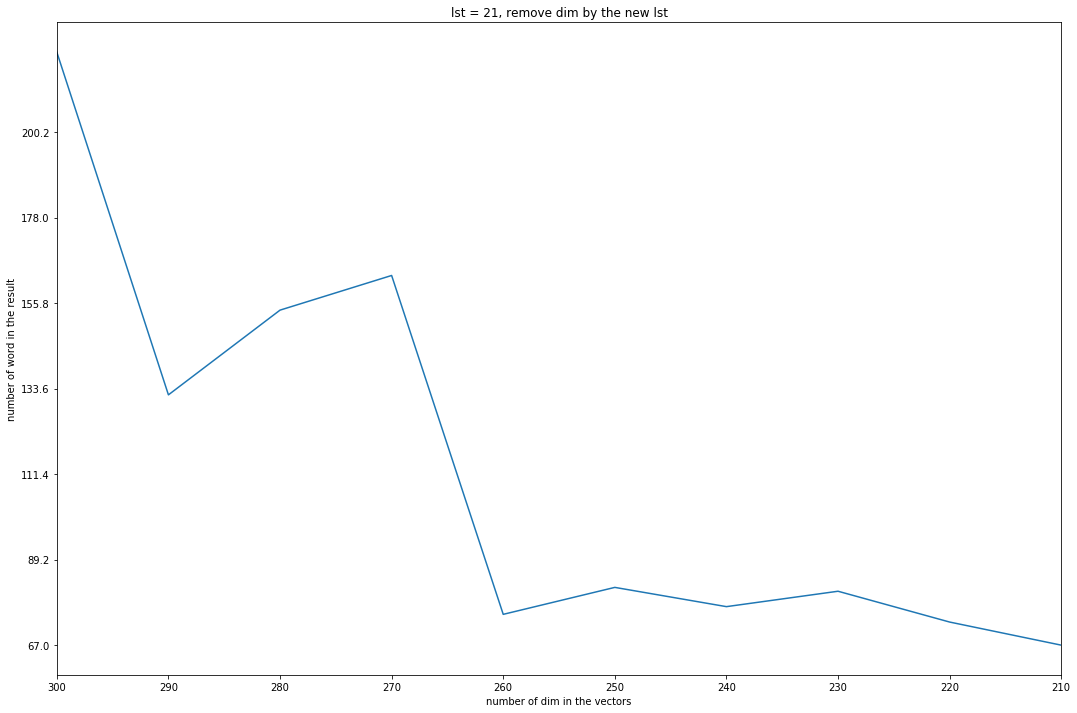 lst = 21, remove dim by the new lst
number of word in the result
200.2
178.0
155.8
133.6
111.4
89.2
67.0
300 290 280 270 260 250 240 230 220 210
number of dim in the vectors